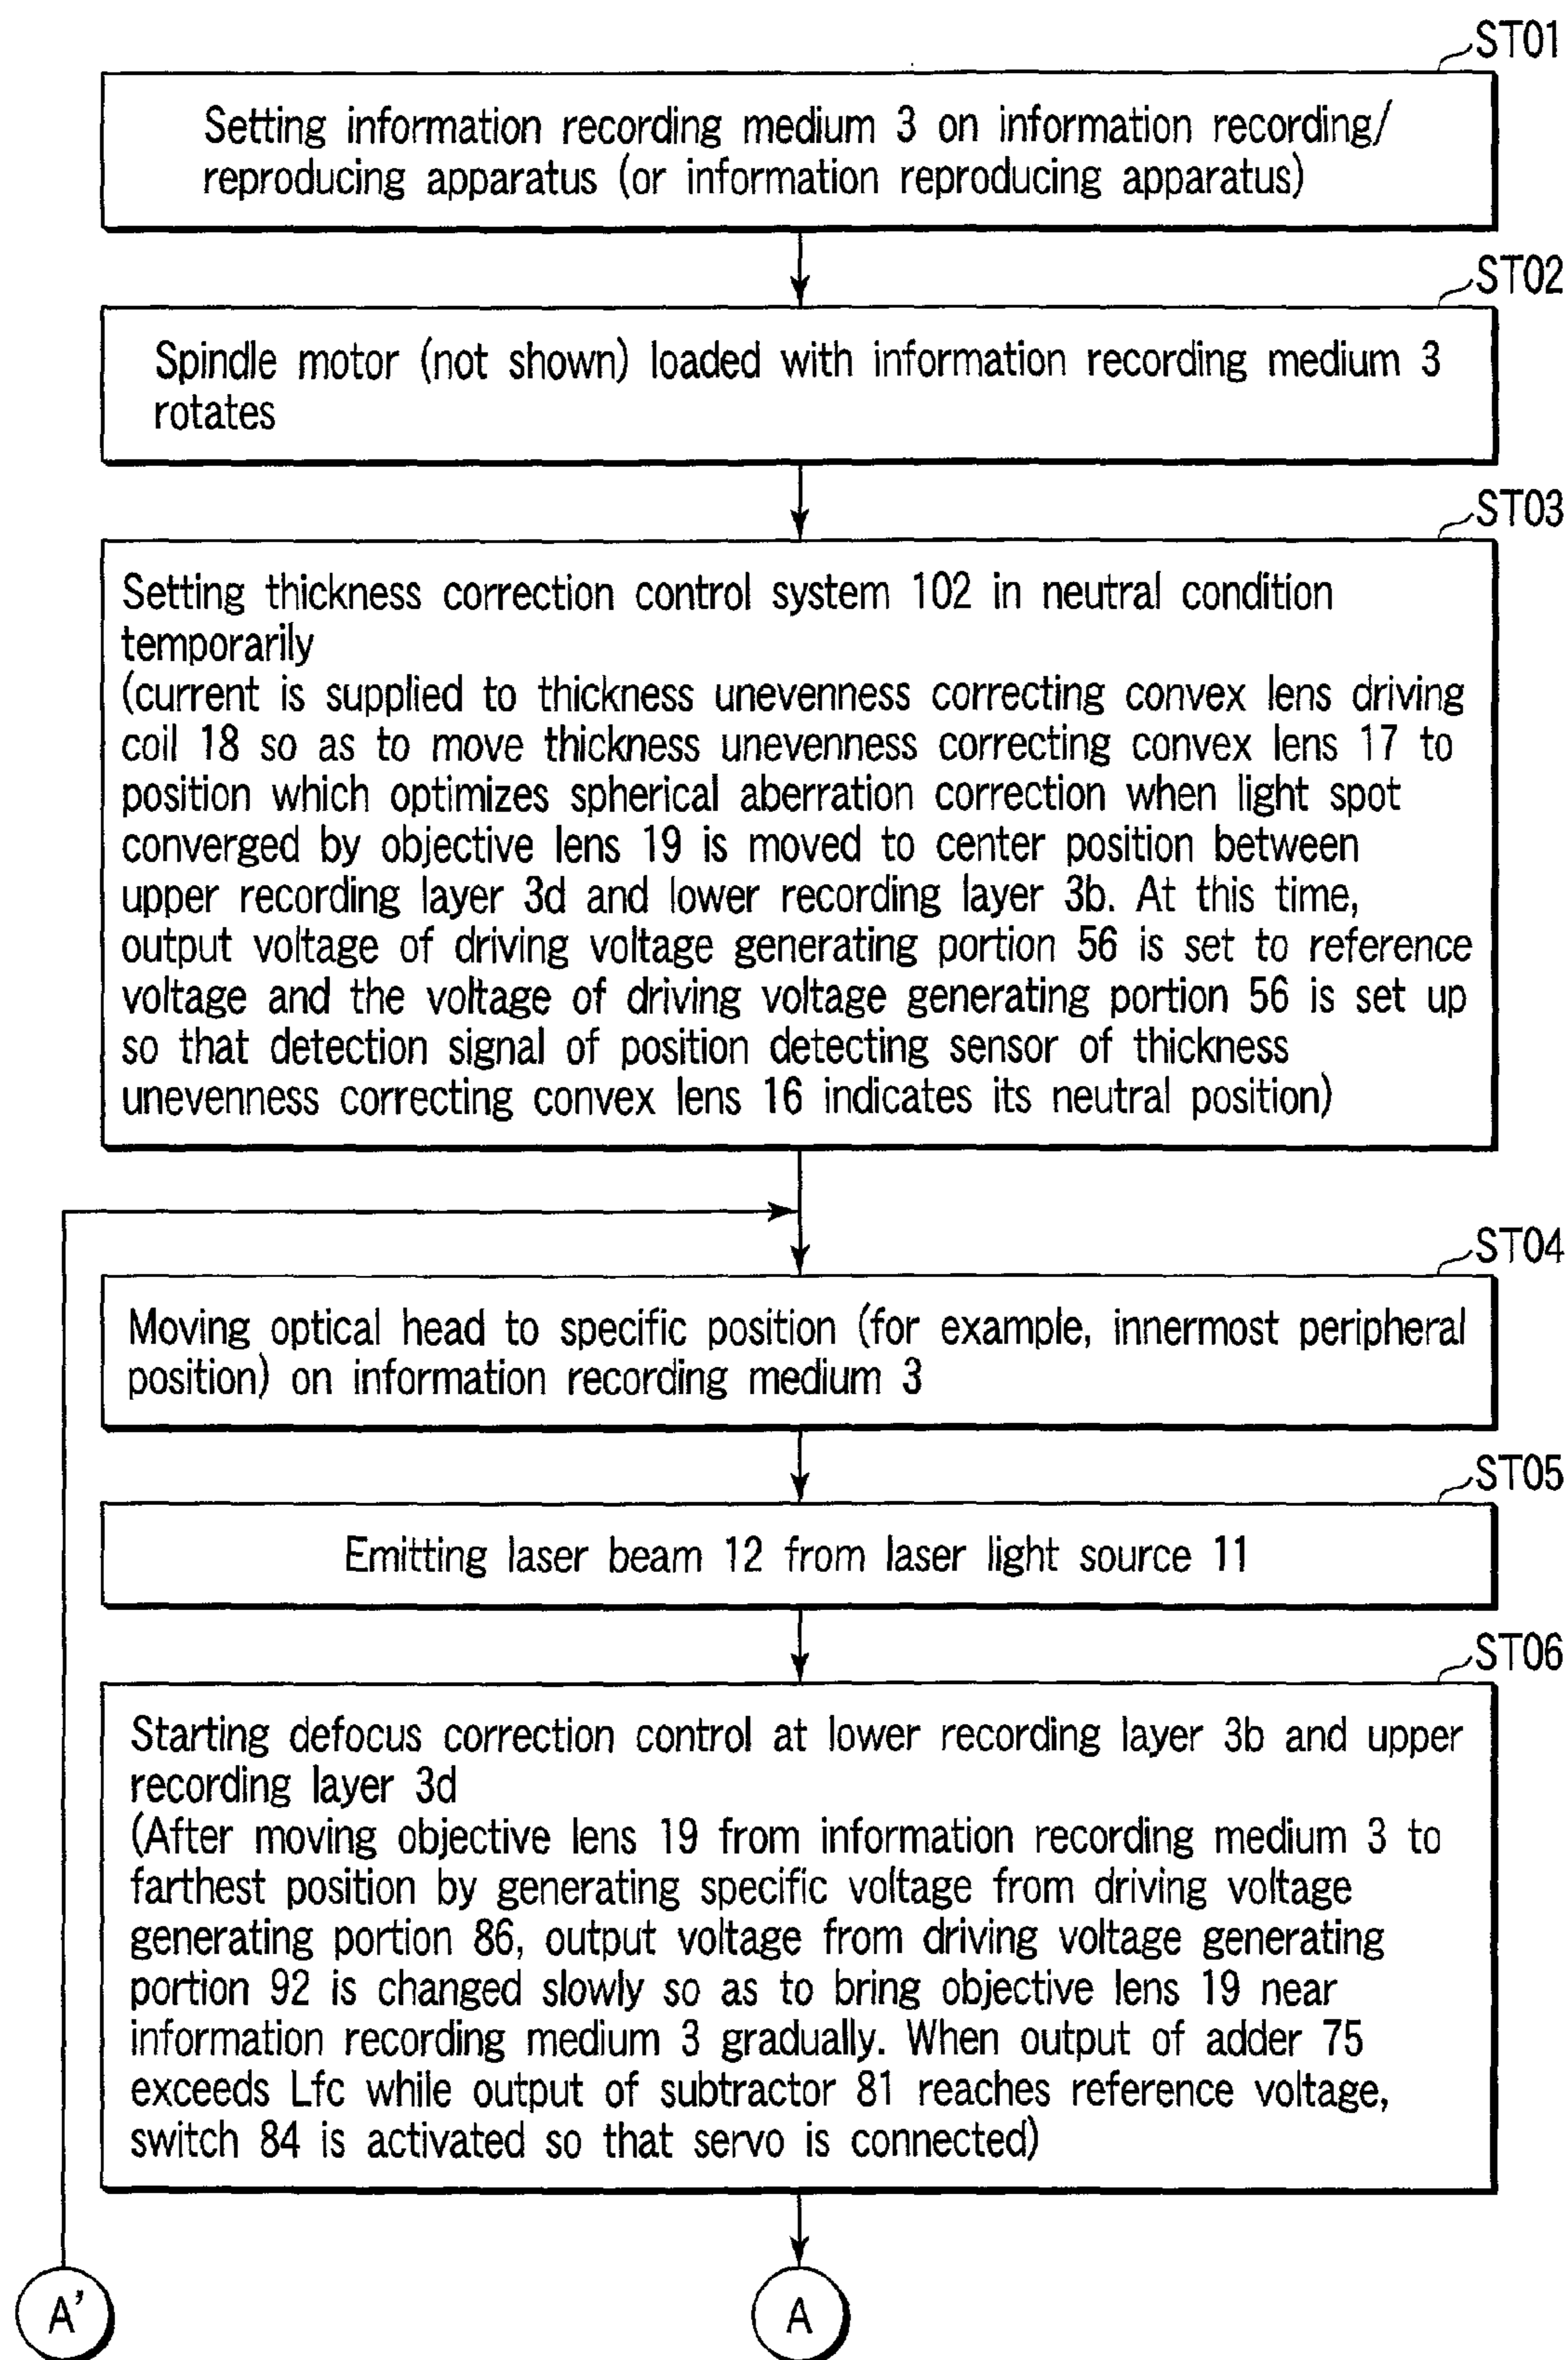 ST01
Setting information recording medium 3 on information recording/
reproducing apparatus (or information reproducing apparatus)
ST02
Spindle motor (not shown) loaded with information recording medium 3
rotates
ST03
Setting thickness correction control system 102 in neutral condition
temporarily
(current is supplied to thickness unevenness correcting convex lens driving
coil 18 so as to move thickness unevenness correcting convex lens 17 to
position which optimizes spherical aberration correction when light spot
converged by objective lens 19 is moved to center position between
upper recording layer 3d and lower recording layer 3b. At this time,
output voltage of driving voltage generating portion 56 is set to reference
voltage and the voltage of driving voltage generating portion 56 is set up
so that detection signal of position detecting sensor of thickness
unevenness correcting convex lens 16 indicates its neutral position)
ST04
Moving optical head to specific position (for example, innermost peripheral
position) on information recording medium 3
ST05
Emitting laser beam 12 from laser light source 11
ST06
Starting defocus correction control at lower recording layer 3b and upper
recording layer 3d
(After moving objective lens 19 from information recording medium 3 to
farthest position by generating specific voltage from driving voltage
generating portion 86, output voltage from driving voltage generating
portion 92 is changed slowly so as to bring objective lens 19 near
information recording medium 3 gradually. When output of adder 75
exceeds Lfc while output of subtractor 81 reaches reference voltage,
switch 84 is activated so that servo is connected)
A’
A